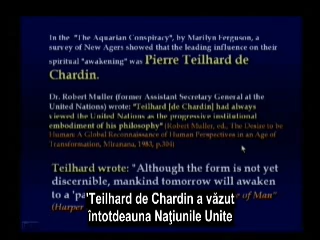 In the "The Aquarian Conspiracy", by Marilyn Ferguson, a
survey of New Agers showed that the leading influence on their
spiritual "awakening" was Pierre Teilhard de
Chardin.
Dr. Robert Muller (former Assistant Secretary General at the
United Nations) wrote: "Teilhard [de Chardin] had always
viewed the United Nations as the progressive institutional
embodiment of his philosophy" (Robert Muller, ed., The Desire to be
Human: A Global Reconnaissance of Human Perspectives in an Age of
Transformation, Miranana, 1983, p.304)
Teilhard wrote: "Although the form is not yet
discernible, mankind tomorrow will awaken
to a 'pa of Man"
(Harper
'Teilhard de Chardin a văzut
întotdeauna Naţiunile Unite